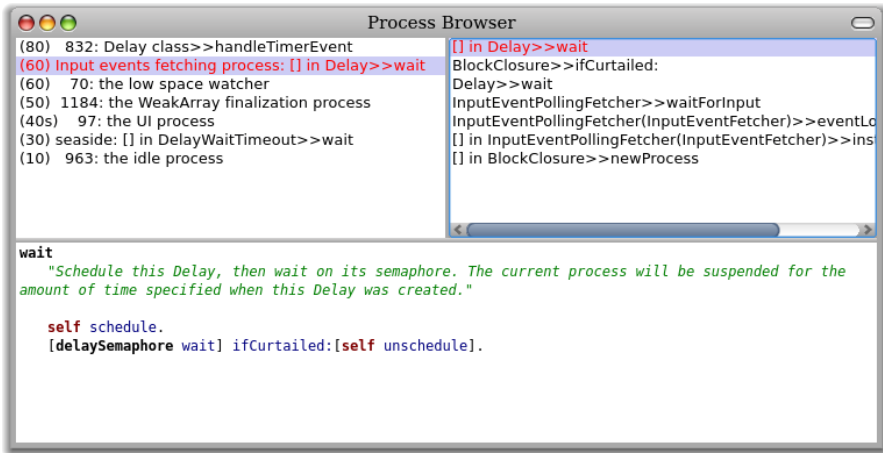 Process Browser
(80) 832: Delay class>>handleTimerEvent
(60) Input events fetching process: [] in Delay>>wait
(60) 70: the low space watcher
(50) 1184: the WeakArray finalization process
(40s) 97: the UI process
(30) seaside: [] in DelayWaitTimeout>>wait
(10) 963: the idle process
[] in Delay>>wait
BlockClosure>>ifCurtailed:
Delay>>wait
InputEventPollingFetcher>>waitForInput
InputEventPollingFetcher(InputEventFetcher)>>eventLo
[] in InputEventPollingFetcher(InputEventFetcher)>>ins
[] in BlockClosure>>newProcess
wait
"Schedule this Delay, then wait on its semaphore. The current process will be suspended for the
amount of time specified when this Delay was created."
self schedule.
[delaySemaphore wait] ifCurtailed:[self unschedule].